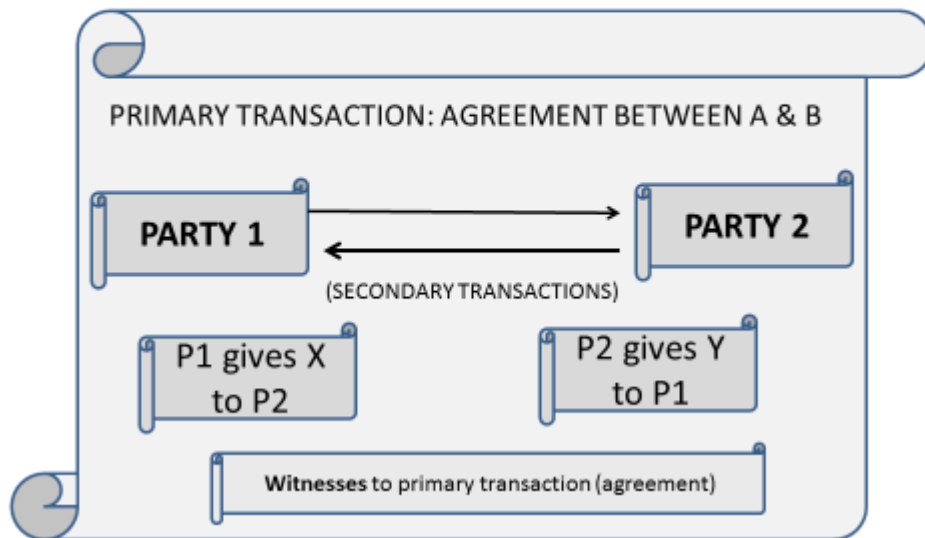 PRIMARY TRANSACTION: AGREEMENT BETWEEN A & B
PARTY 1
PARTY 2
(SECONDARY TRANSACTIONS)
P1 gives X
to P2
P2 gives Y
to P1
Witnesses to primary transaction (agreement)